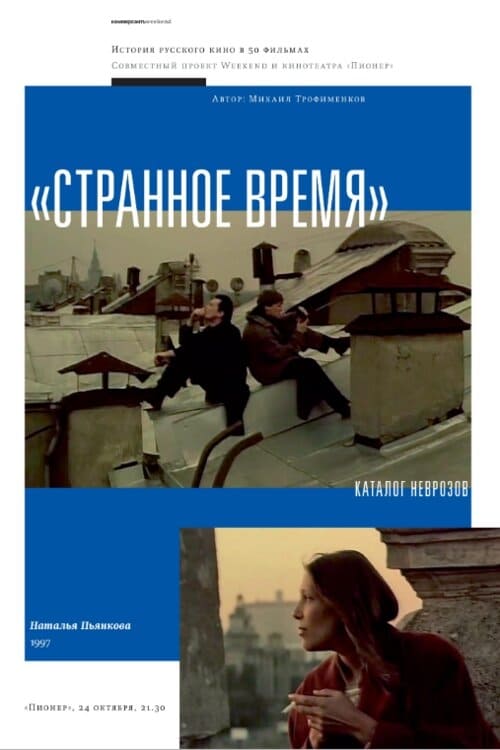 коммерсантъweekend
История русского кино в 50 фильмах
Совместный проект Weekend и кинотеатра «Пионер»
Автор: Михаил Трофименков
«СТРАННОЕ ВРЕМЯ»
КАТАЛОГ НЕВРОЗОВ
Наталья Пьянкова
1997
«Пионер», 24 октября, 21.30